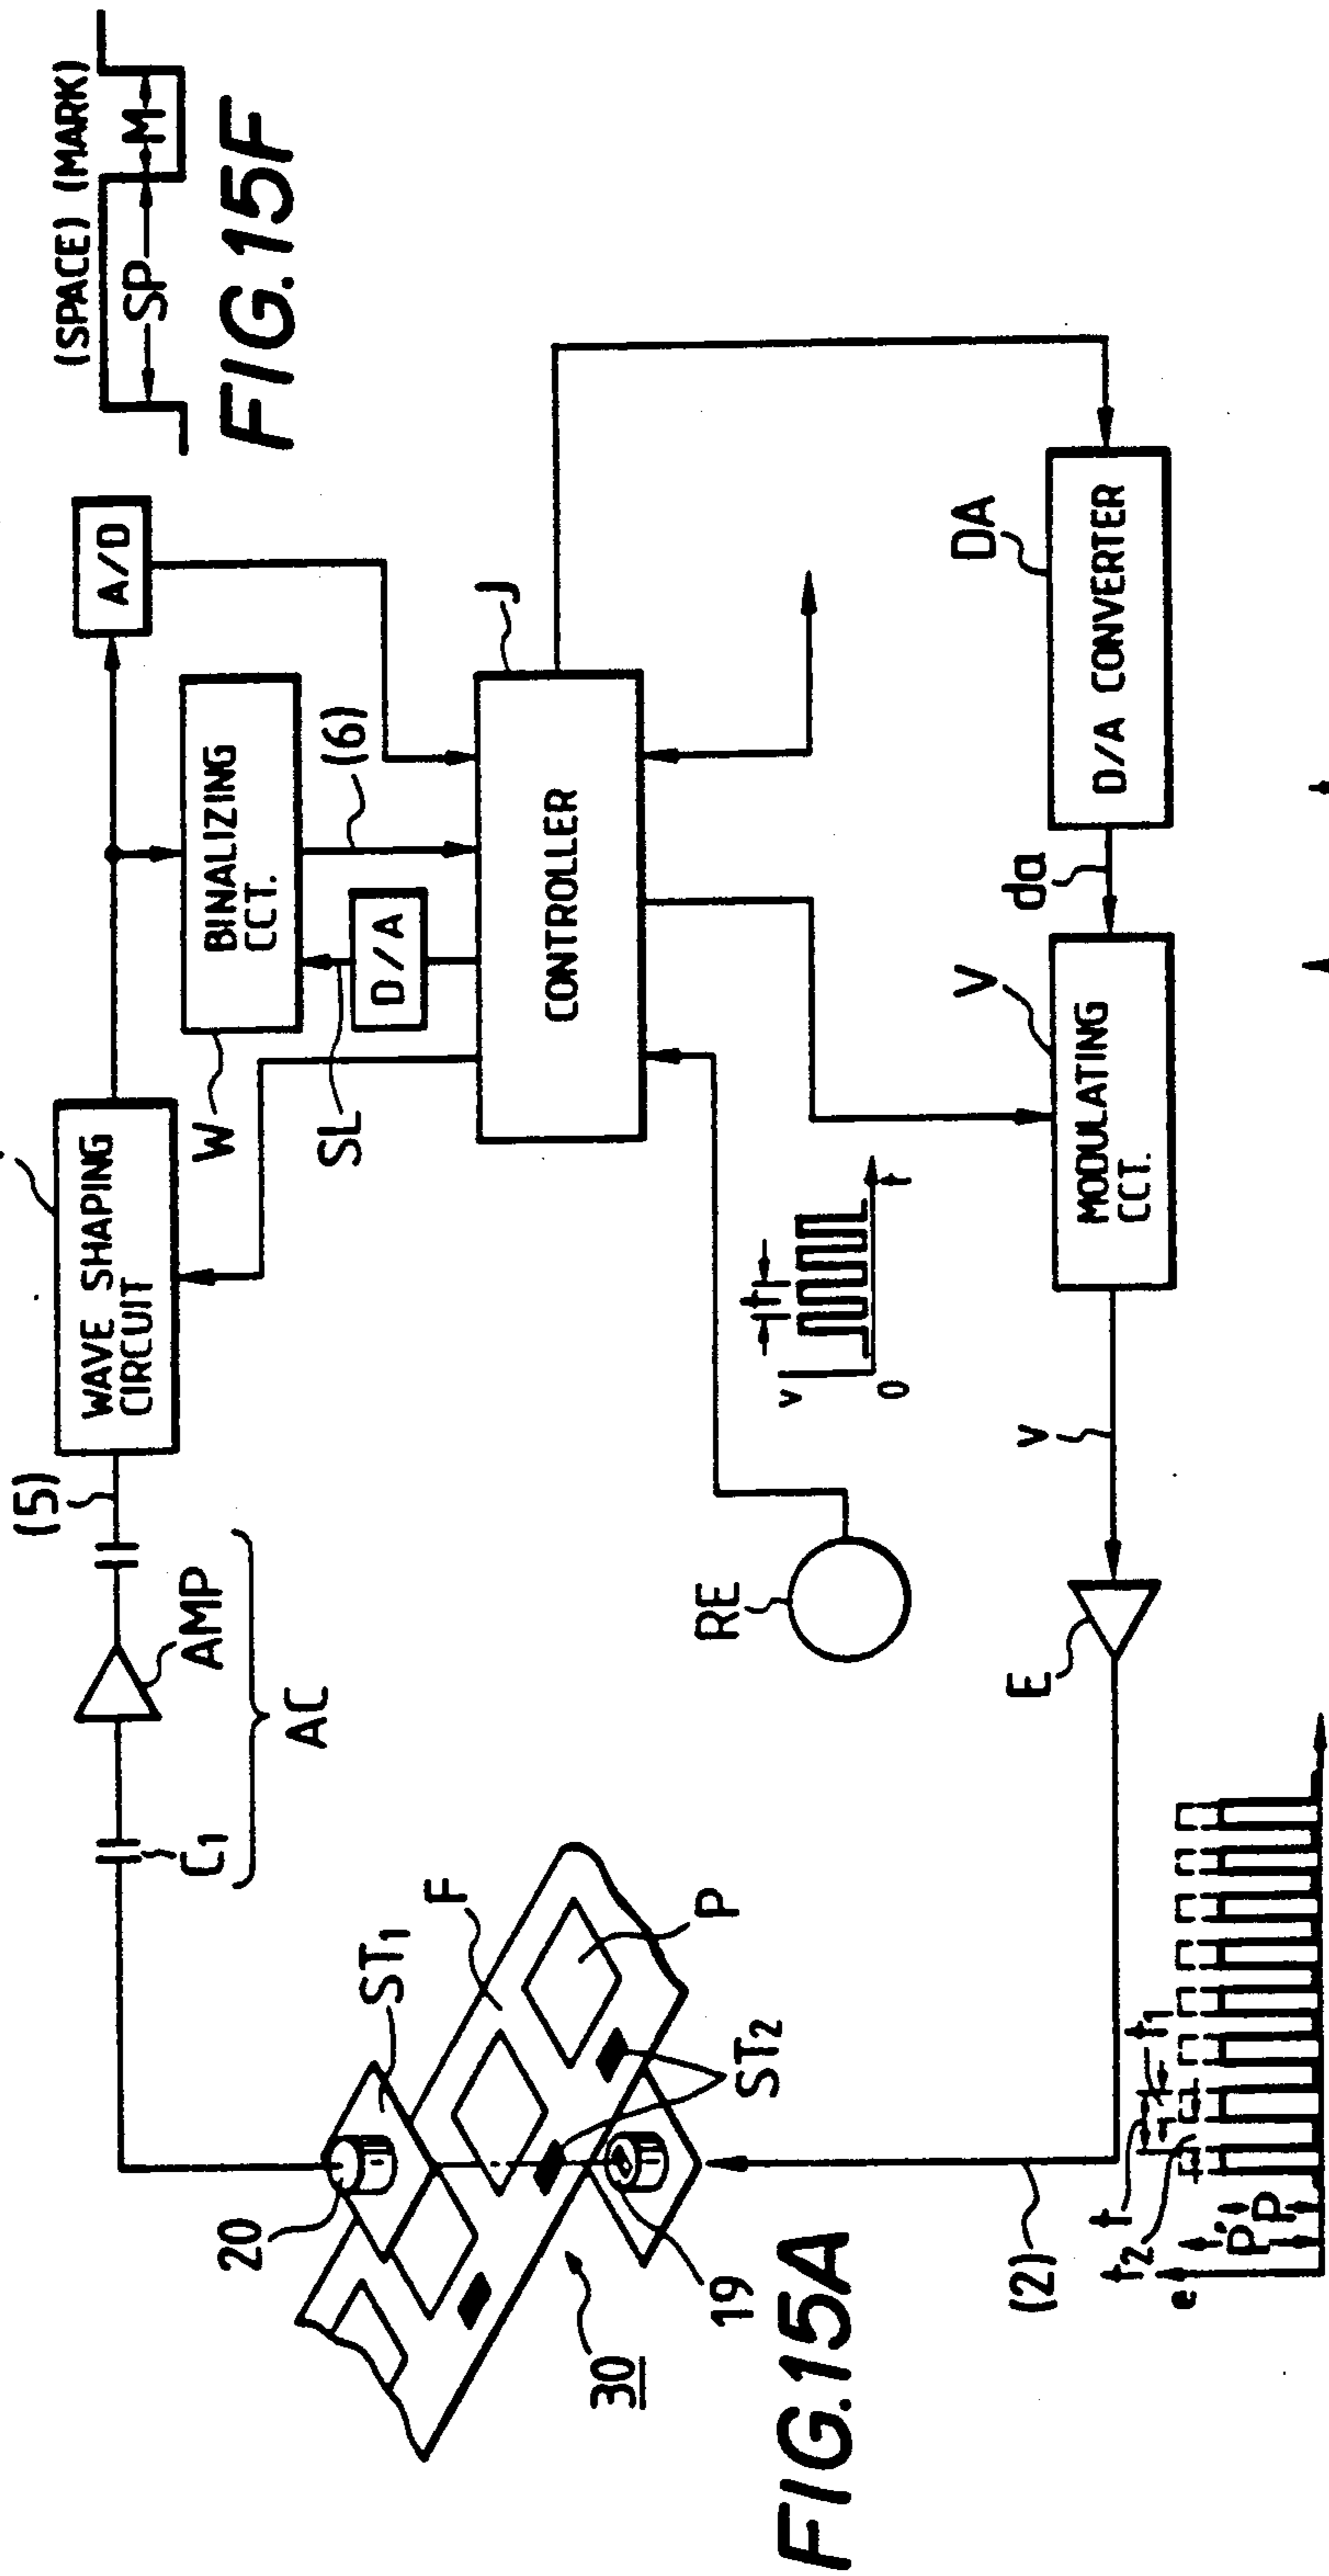 (SPACE) (MARK)
SP
M
FIG.15F
(5)
WAVE SHAPING
CIRCUIT
A/D
AMP
C1
AC
W
BINALIZING
CCT.
(6)
SL
D/A
J
CONTROLLER
20
ST1
F
P
ST2
19
30
FIG.15A
RE
v
t
0
t
DA
D/A CONVERTER
da
V
MODULATING
CCT.
v
E
(2)
t
t1
t2
e
P'
P